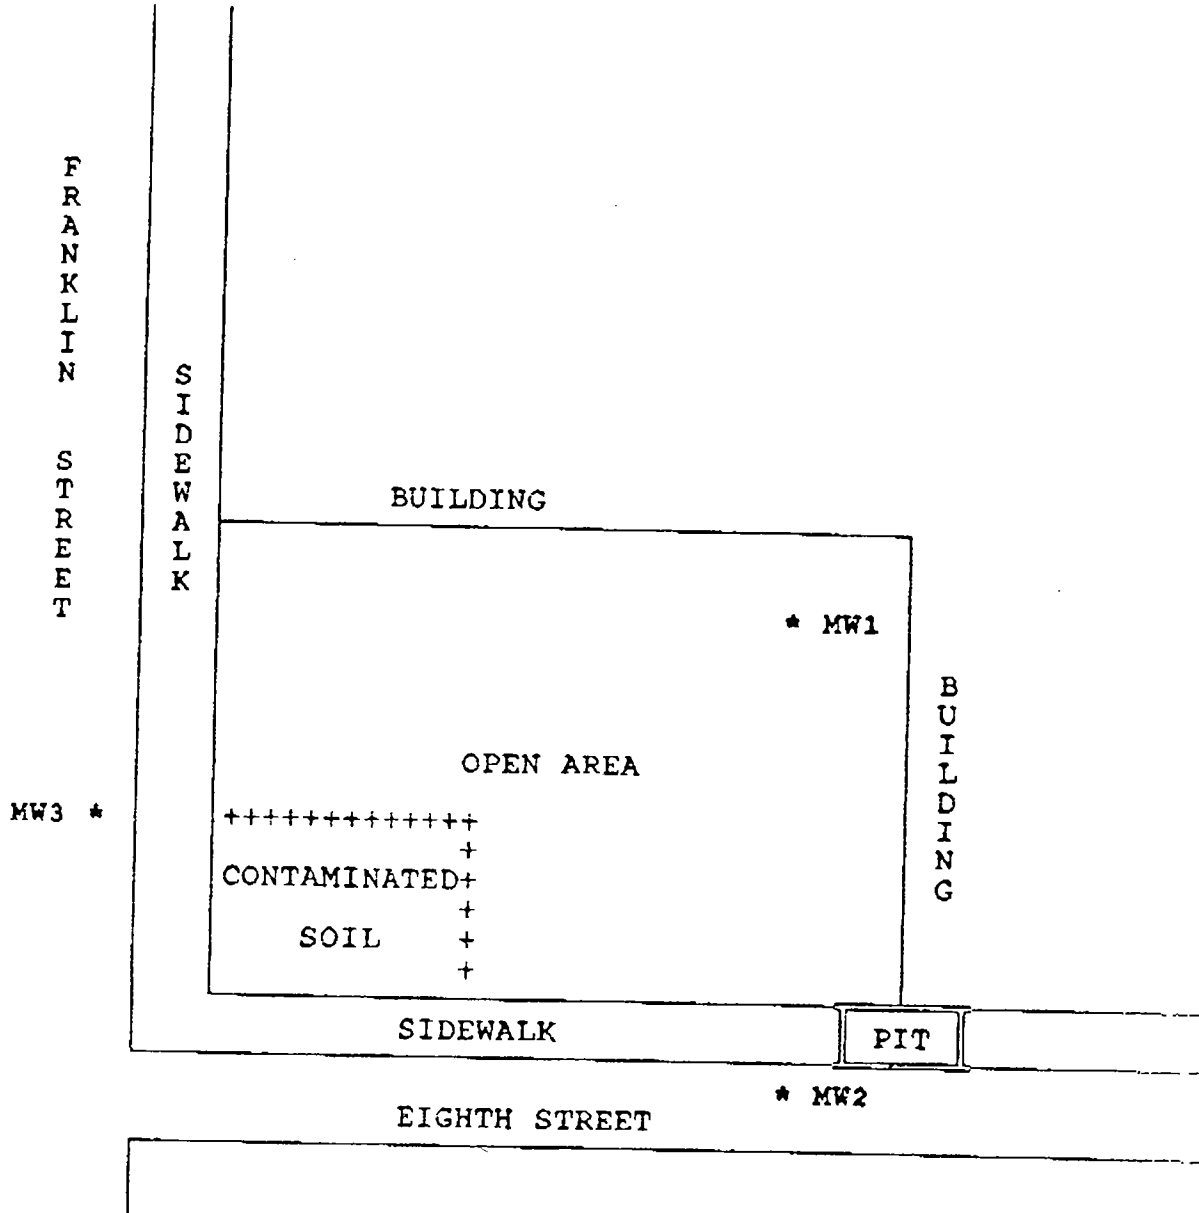 FRANKLIN STREET
SIDEWALK
BUILDING
* MW1
BUILDING
OPEN AREA
MW3 *
+++++++++++++
+
CONTAMINATED+
+
SOIL +
+
SIDEWALK
PIT
* MW2
EIGHTH STREET